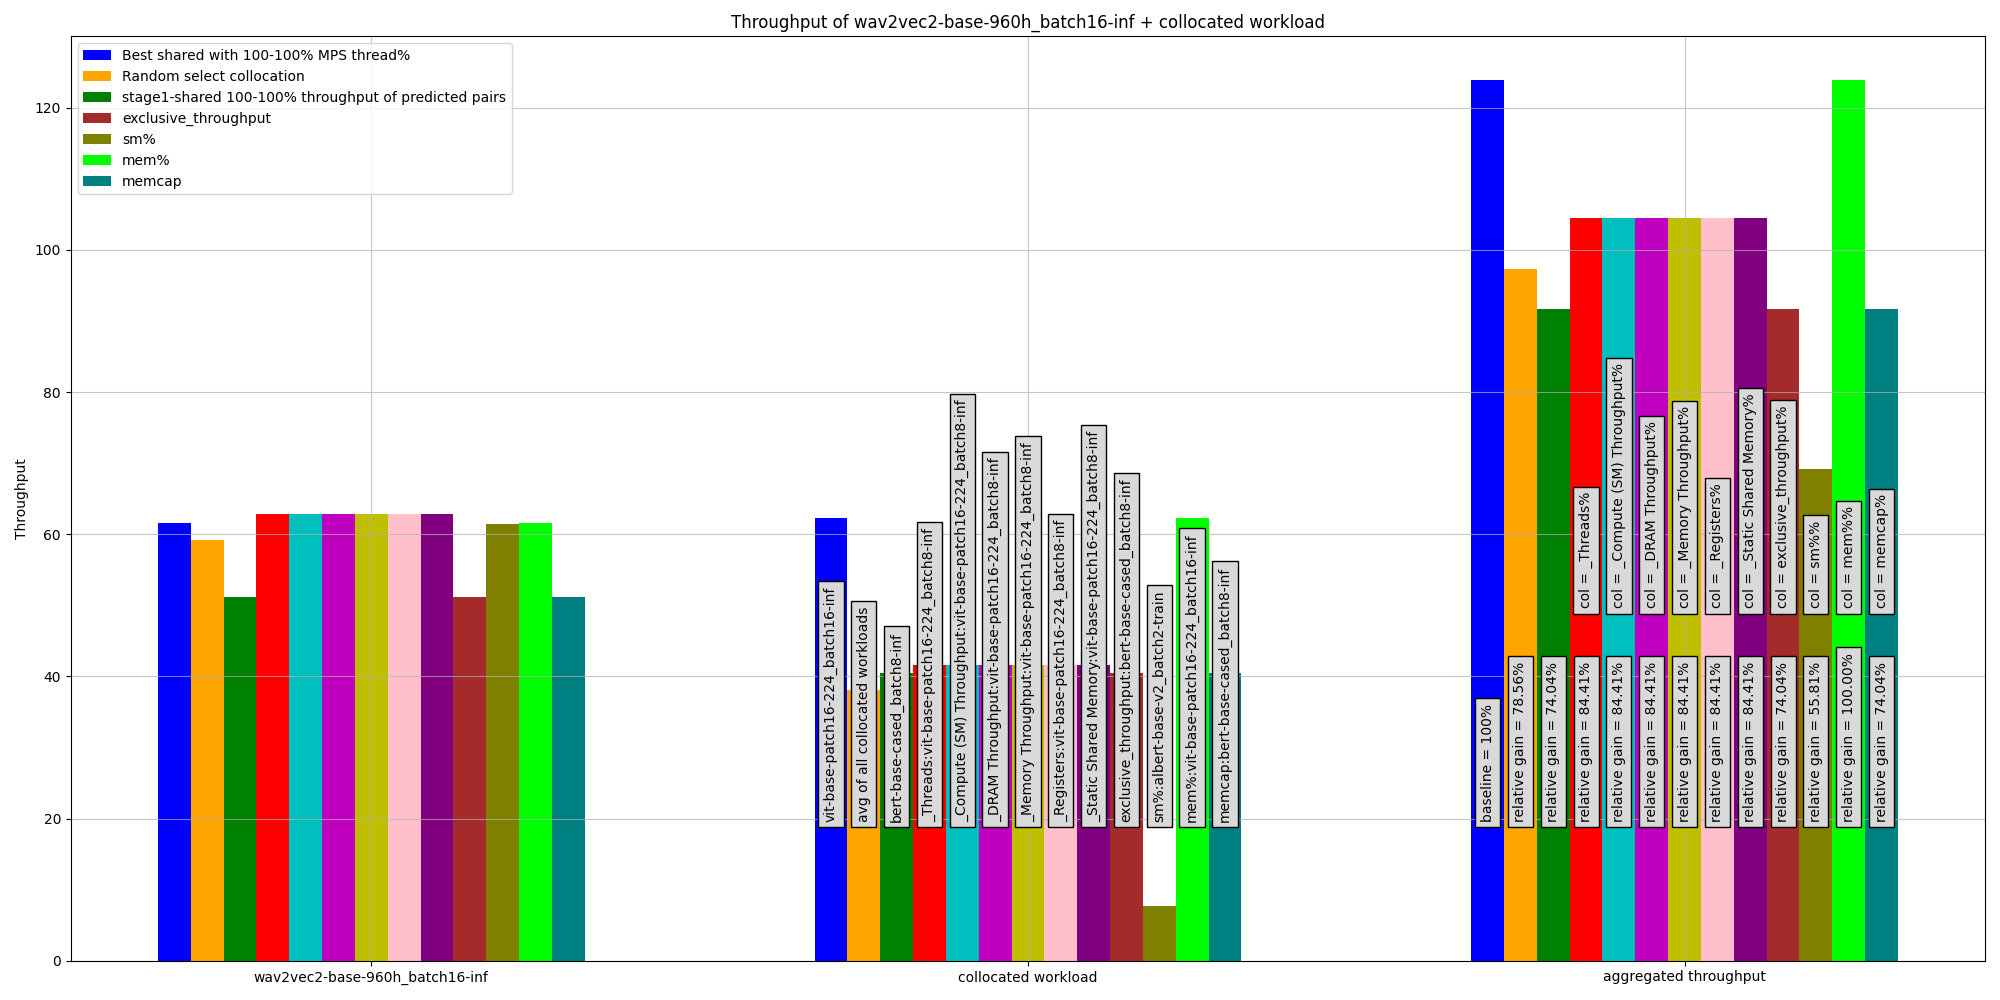 Throughput of wav2vec2-base-960h_batch16-inf + collocated workload
Best shared with 100-100% MPS thread%
Random select collocation
stage1-shared 100-100% throughput of predicted pairs
exclusive_throughput
sm%
mem%
memcap
Throughput
120
100
80
60
40
20
0
vit-base-patch16-224_batch16-inf
avg of all collocated workloads
bert-base-cased_batch8-inf
_Threads:vit-base-patch16-224_batch8-inf
_Compute (SM) Throughput:vit-base-patch16-224_batch8-inf
_DRAM Throughput:vit-base-patch16-224_batch8-inf
_Memory Throughput:vit-base-patch16-224_batch8-inf
_Registers:vit-base-patch16-224_batch8-inf
_Static Shared Memory:vit-base-patch16-224_batch8-inf
exclusive_throughput:bert-base-cased_batch8-inf
sm%:albert-base-v2_batch2-train
mem%:vit-base-patch16-224_batch16-inf
memcap:bert-base-cased_batch8-inf
col = _Threads%
col = _Compute (SM) Throughput%
col = _DRAM Throughput%
col = _Memory Throughput%
col = _Registers%
col = _Static Shared Memory%
col = exclusive_throughput%
col = sm%%
col = mem%%
col = memcap%
baseline = 100%
relative gain = 78.56%
relative gain = 74.04%
relative gain = 84.41%
relative gain = 84.41%
relative gain = 84.41%
relative gain = 84.41%
relative gain = 84.41%
relative gain = 84.41%
relative gain = 74.04%
relative gain = 55.81%
relative gain = 100.00%
relative gain = 74.04%
wav2vec2-base-960h_batch16-inf
collocated workload
aggregated throughput